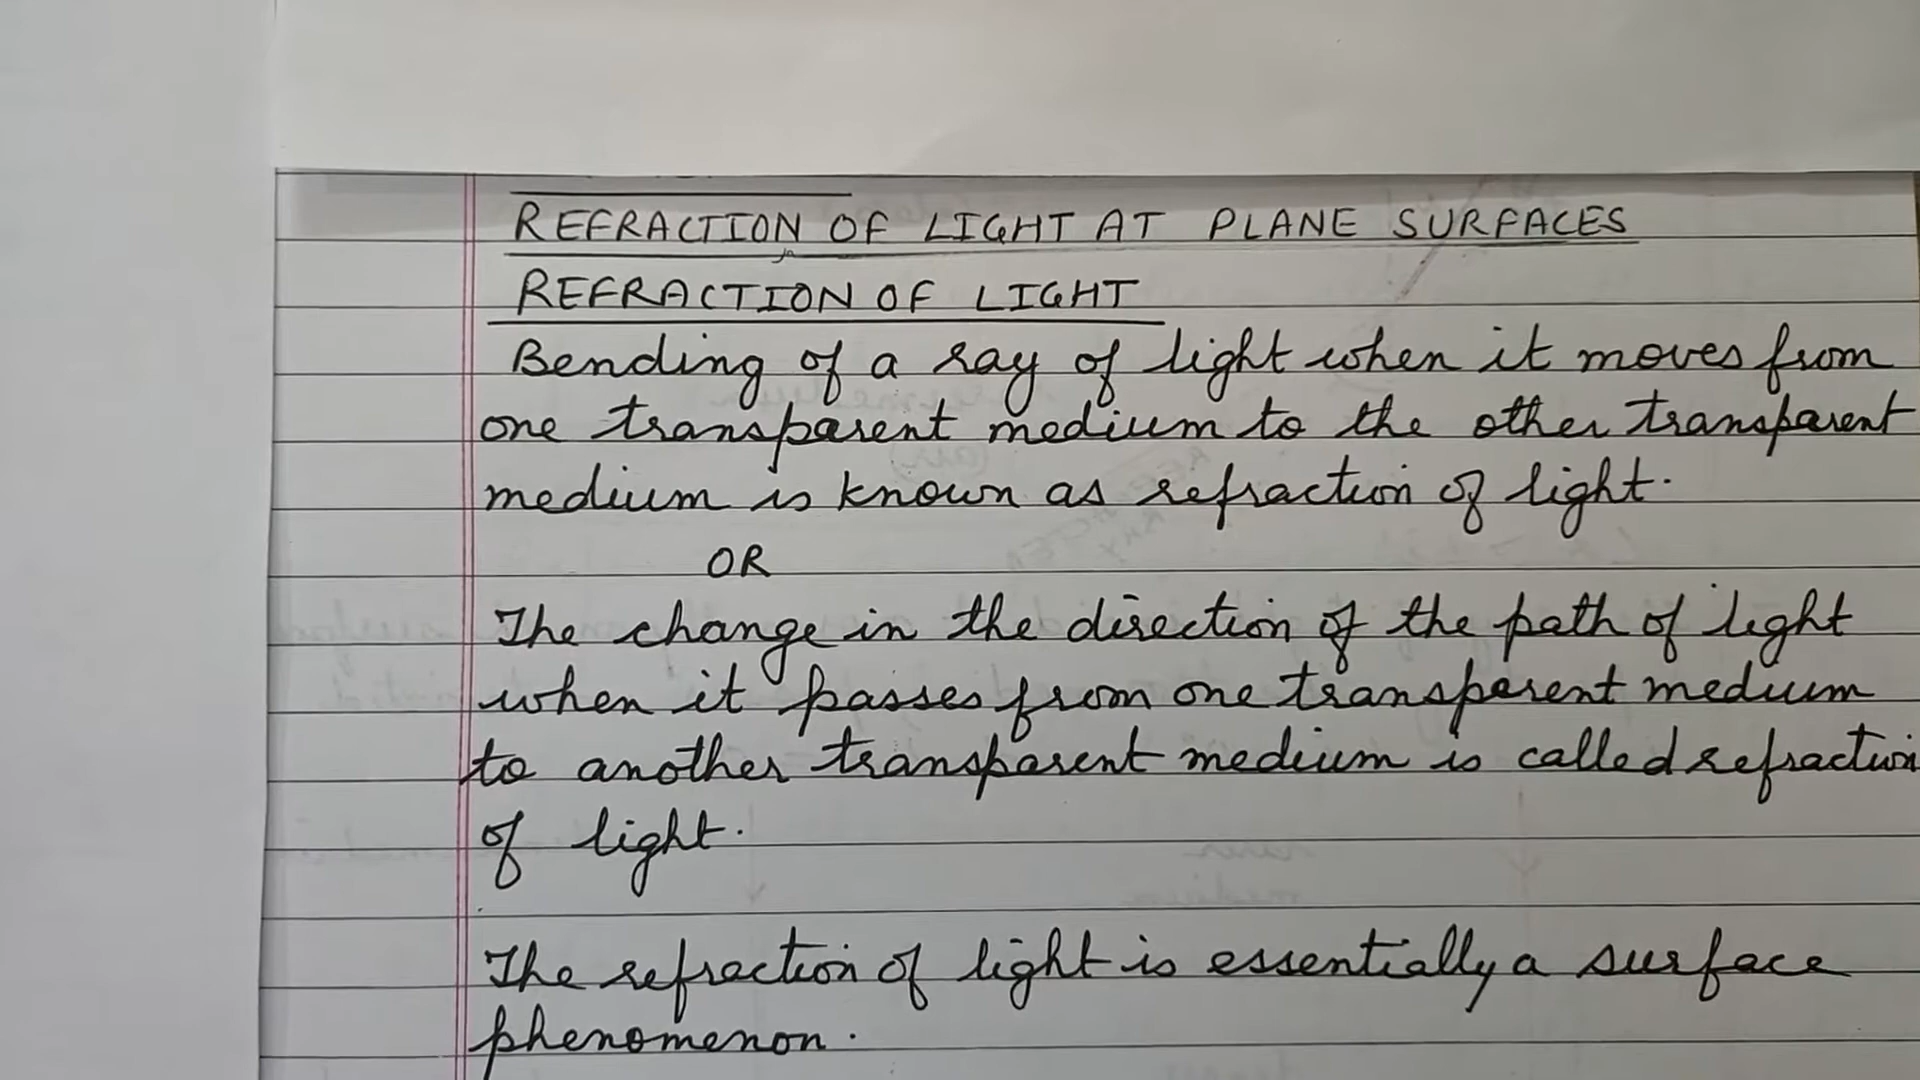 REFRACTION OF LIGHT AT PLANE SURFACES
REFRACTION OF LIGHT
Bending of a ray of light when it moves from
one transparent medium to the other transparent
medium is known as refraction of light.
OR
The change in the direction of the path of light
when it passes from one transparent medium
to another transparent medium is called refraction
of light.
The refraction of light is essentially a surface
phenomenon.